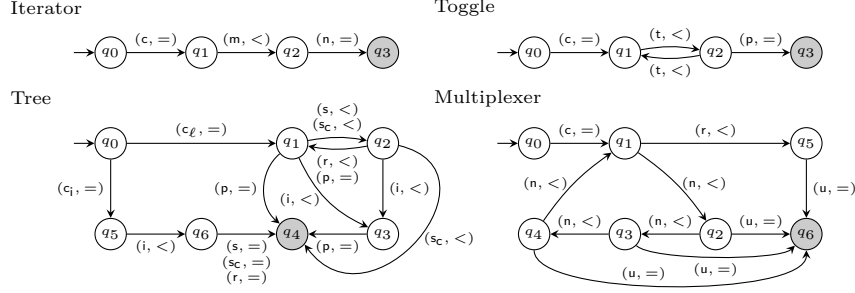 Iterator
q0 (c, =) q1 (m, <) q2 (n, =) q3
Toggle
q0 (c, =) q1 (t, <) (t, <) q2 (p, =) q3
Tree
q0 (cℓ, =) q1 (s, <) (sc, <) (r, <) (p, =) q2
(ci, =) (p, =) (i, <) (i, <) (sc, <)
q5 (i, <) q6 (s, =) (sc, =) (r, =) q4 (p, =) q3
Multiplexer
q0 (c, =) q1 (r, <) q5
(n, <) (n, <) (u, =)
q4 (n, <) q3 (n, <) q2 (u, =) q6
(u, =) (u, =)